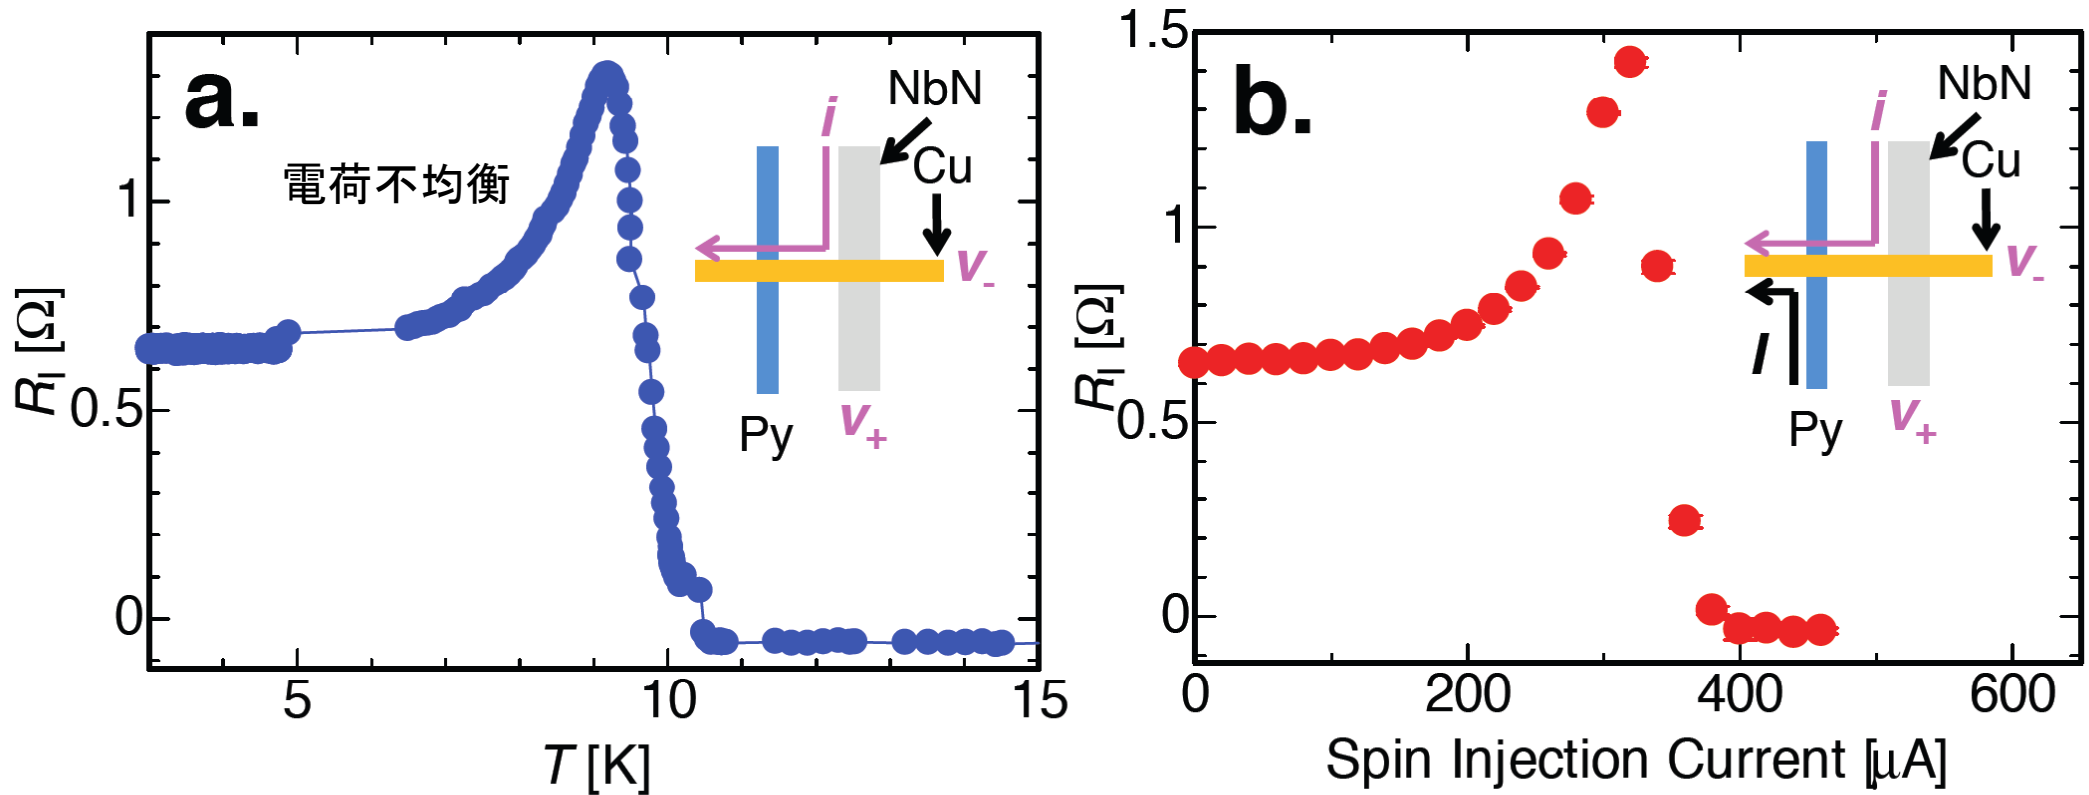 a.
電荷不均衡
NbN
Cu
i
v-
v+
Py
1
0.5
0
RI [Ω]
5
10
15
T [K]
b.
NbN
Cu
i
I
v-
v+
Py
1.5
1
0.5
0
RI [Ω]
0
200
400
600
Spin Injection Current [μA]